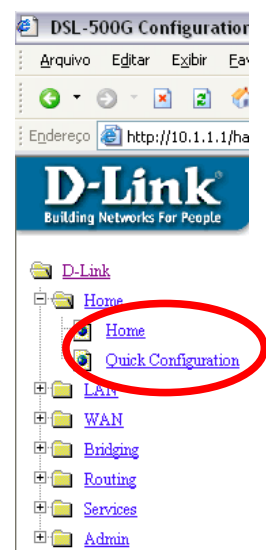 DSL-500G Configuration
Arquivo Editar Exibir Fav
Endereço http://10.1.1.1/ha
D-Link
Building Networks For People
D-Link
Home
Home
Quick Configuration
LAN
WAN
Bridging
Routing
Services
Admin